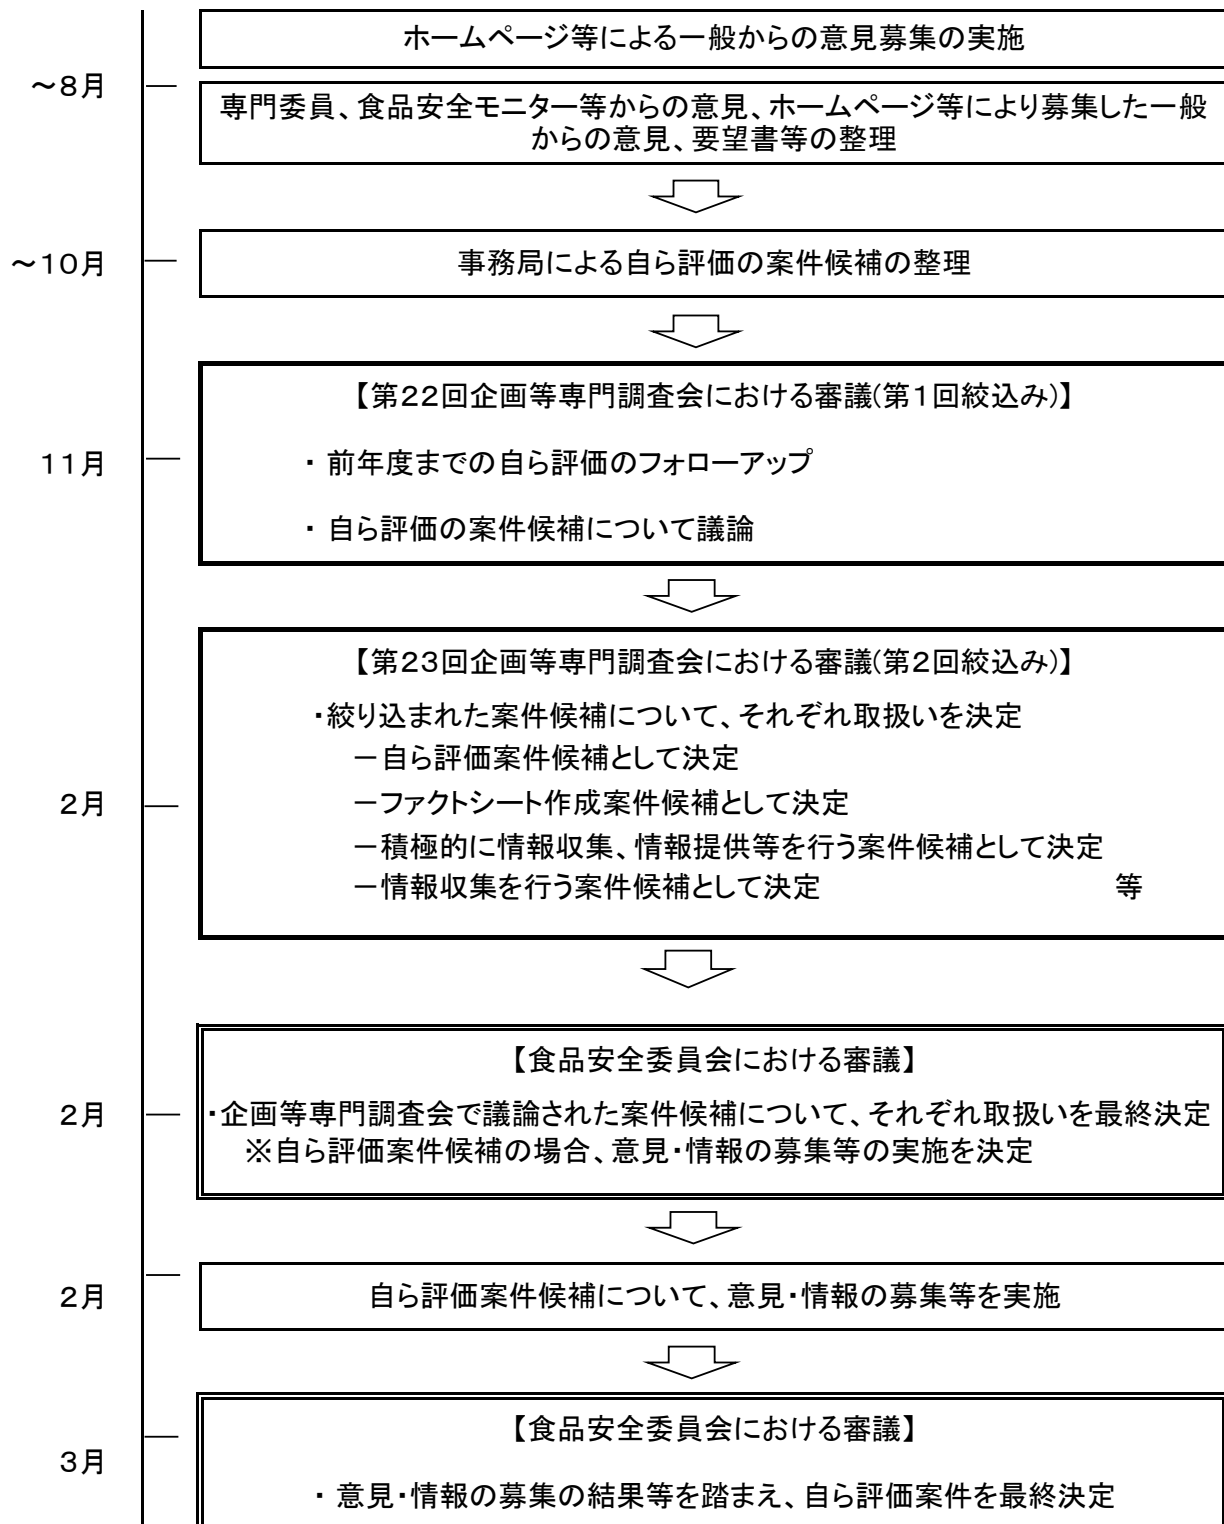 ホームページ等による一般からの意見募集の実施
～8月
専門委員、食品安全モニター等からの意見、ホームページ等により募集した一般
からの意見、要望書等の整理
～10月
事務局による自ら評価の案件候補の整理
【第22回企画等専門調査会における審議(第1回絞込み)】
11月
・ 前年度までの自ら評価のフォローアップ
・ 自ら評価の案件候補について議論
【第23回企画等専門調査会における審議(第2回絞込み)】
・絞り込まれた案件候補について、それぞれ取扱いを決定
－自ら評価案件候補として決定
2月
－ファクトシート作成案件候補として決定
－積極的に情報収集、情報提供等を行う案件候補として決定
－情報収集を行う案件候補として決定 等
【食品安全委員会における審議】
2月
・企画等専門調査会で議論された案件候補について、それぞれ取扱いを最終決定
※自ら評価案件候補の場合、意見・情報の募集等の実施を決定
2月
自ら評価案件候補について、意見・情報の募集等を実施
【食品安全委員会における審議】
3月
・ 意見・情報の募集の結果等を踏まえ、自ら評価案件を最終決定